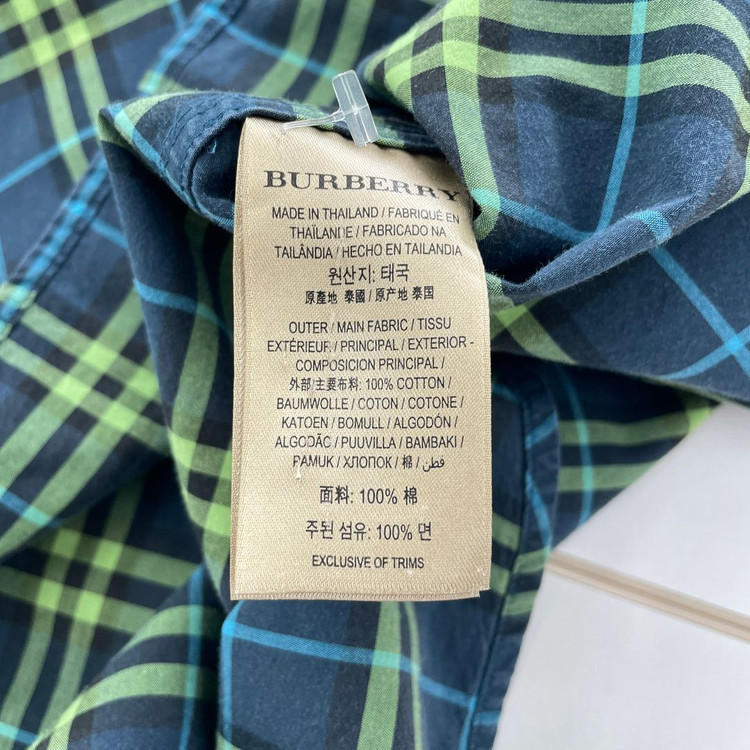 BURBERRY
MADE IN THAILAND / FABRIQUÉ EN
THAÏLANDE / FABRICADO NA
TAILÂNDIA / HECHO EN TAILANDIA
원산지: 태국
原產地 泰國 / 原产地 泰国
OUTER / MAIN FABRIC / TISSU
EXTÉRIEUR / PRINCIPAL / EXTERIOR -
COMPOSICION PRINCIPAL /
外部/主要布料: 100% COTTON /
BAUMWOLLE / COTON / COTONE /
KATOEN / BOMULL / ALGODÓN /
ALGODÃO / PUUVILLA / BAMBAKI /
PAMUK / ХЛОПОК / 棉 / قطن
面料: 100% 棉
주된 섬유: 100% 면
EXCLUSIVE OF TRIMS